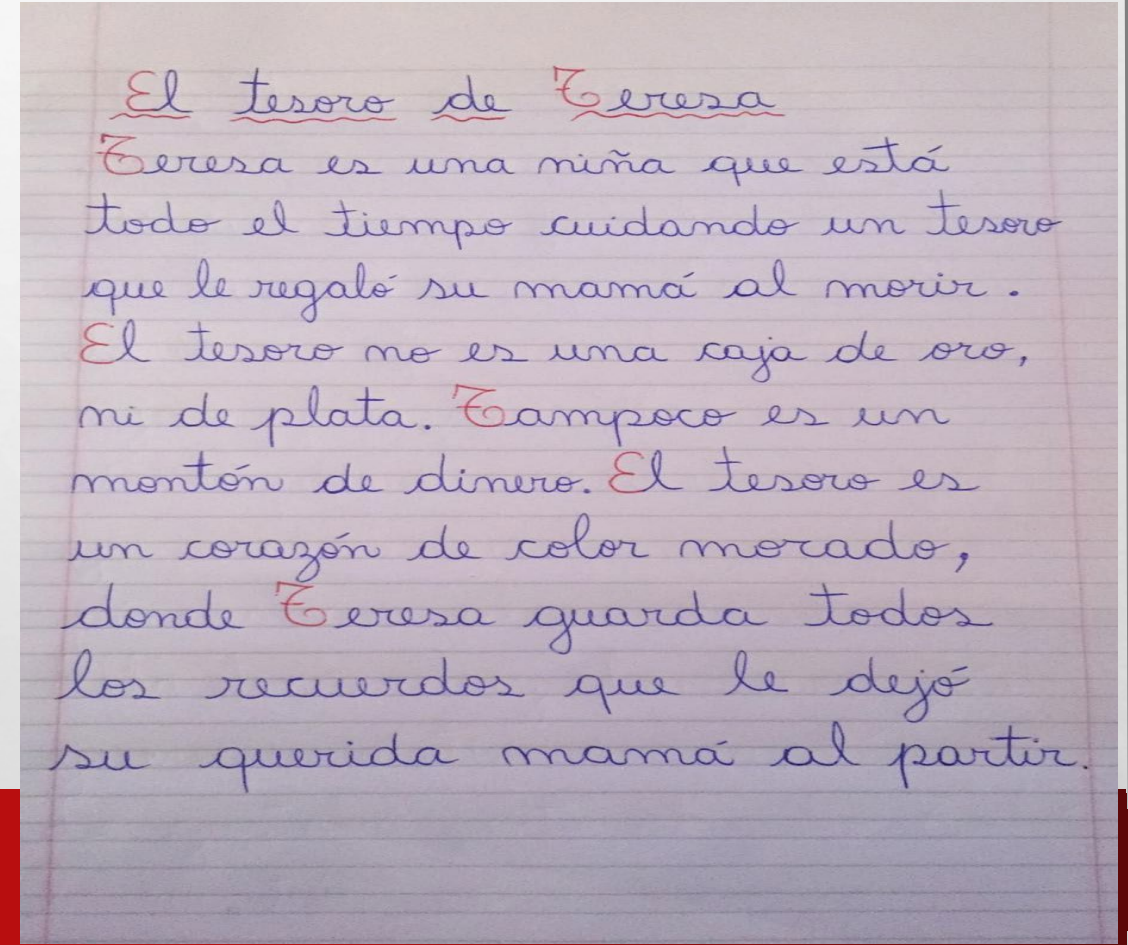 El tesoro de Teresa
Teresa es una niña que está
todo el tiempo cuidando un tesoro
que le regaló su mamá al morir.
El tesoro no es una caja de oro,
ni de plata. Tampoco es un
montón de dinero. El tesoro es
un corazón de color morado,
donde Teresa guarda todos
los recuerdos que le dejó
su querida mamá al partir.